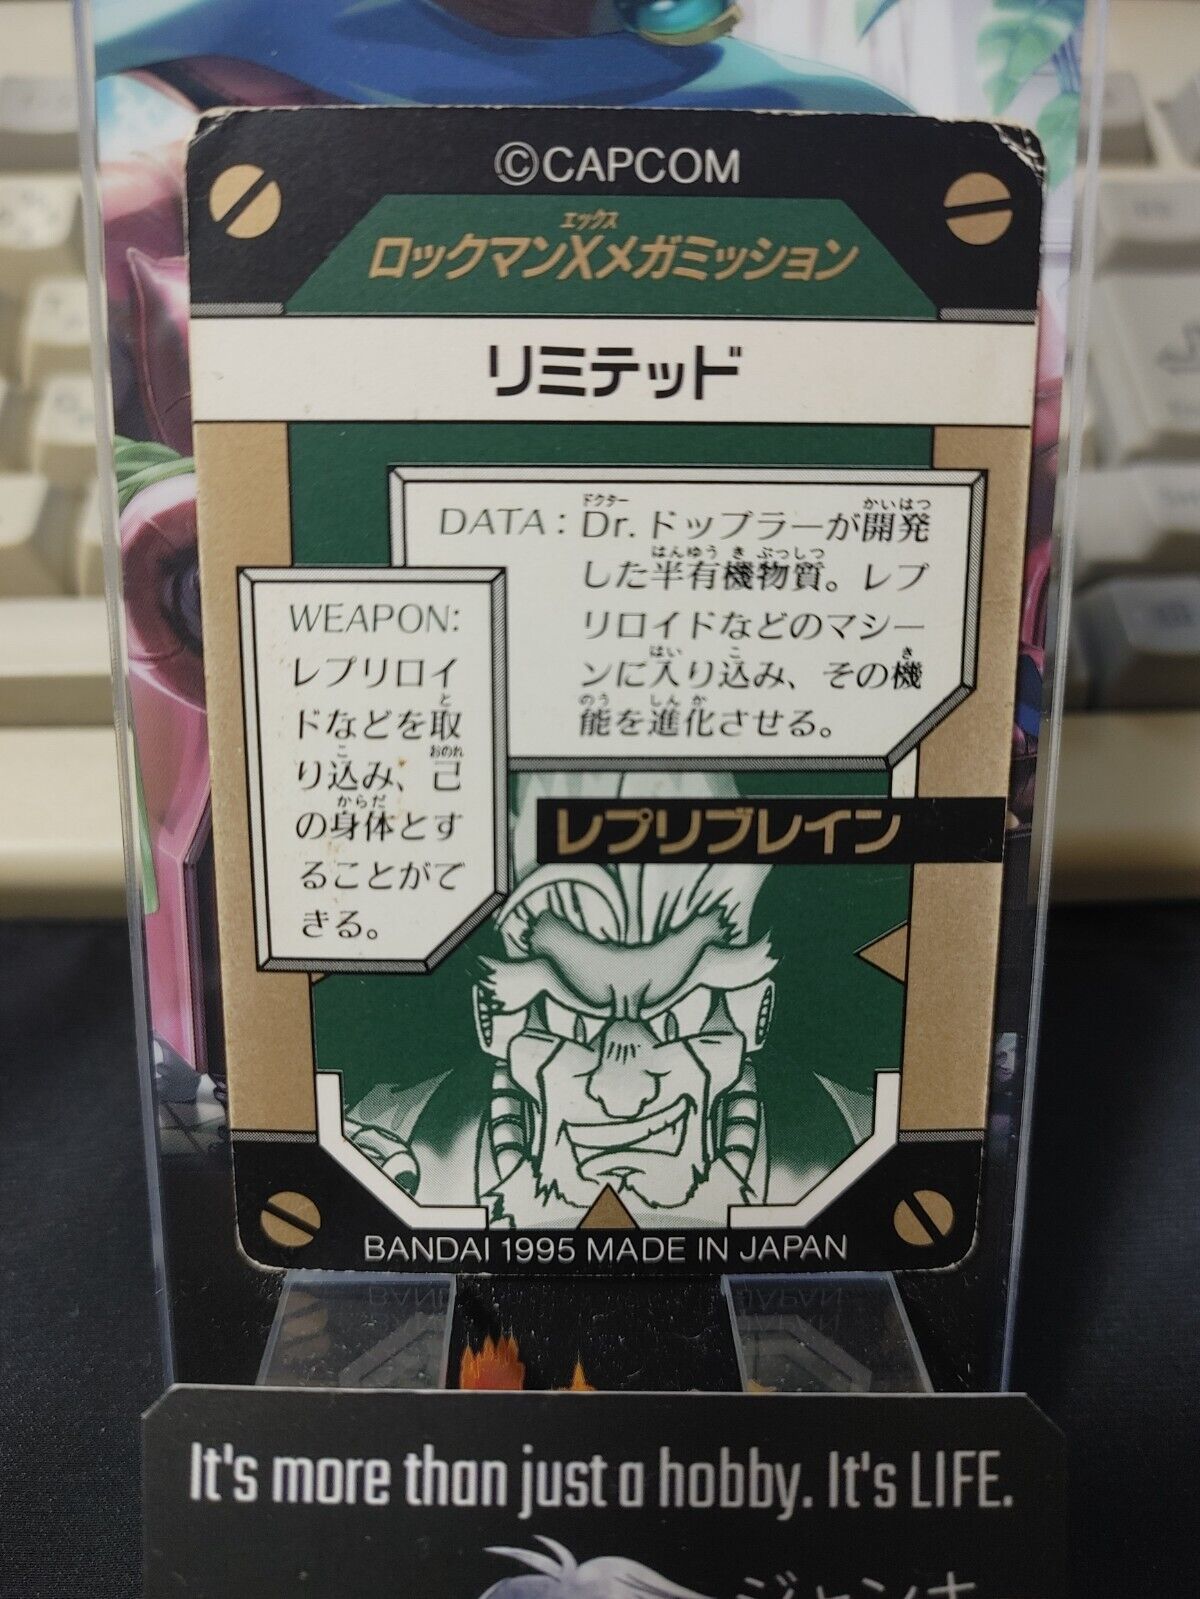 ©CAPCOM
エックス
ロックマンXメガミッション
リミテッド
ドクター かいはつ
DATA：Dr.ドップラーが開発
はんゆう き ぶっしつ
した半有機物質。レプ
リロイドなどのマシー
はい こ き
ンに入り込み、その機
のう しん か
能を進化させる。
WEAPON:
レプリロイ
と
ドなどを取
こ おのれ
り込み、己
からだ
の身体とす
ることがで
きる。
レプリブレイン
BANDAI 1995 MADE IN JAPAN
It's more than just a hobby. It's LIFE.